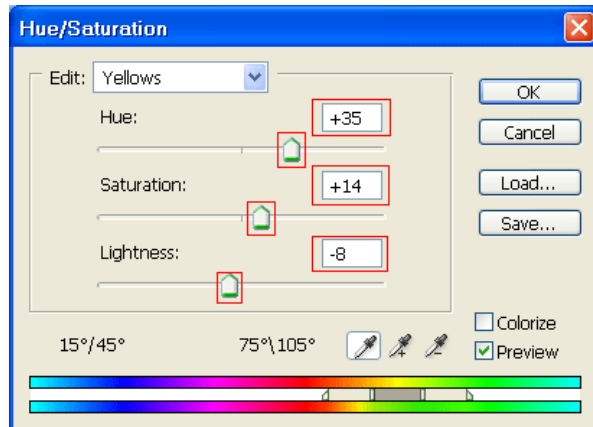 Hue/Saturation
Edit: Yellows
OK
Hue: +35
Cancel
Saturation: +14
Load...
Save...
Lightness: -8
Colorize
15°/45° 75°\105°
Preview